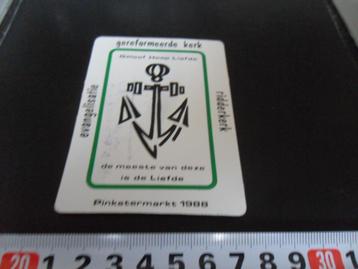 gereformeerde kerk
Geloof Hoop Liefde
evangelisatie
ridderkerk
de meeste van deze
is de Liefde
Pinkstermarkt 1988
20 1 2 3 4 5 6 7 8 9 30